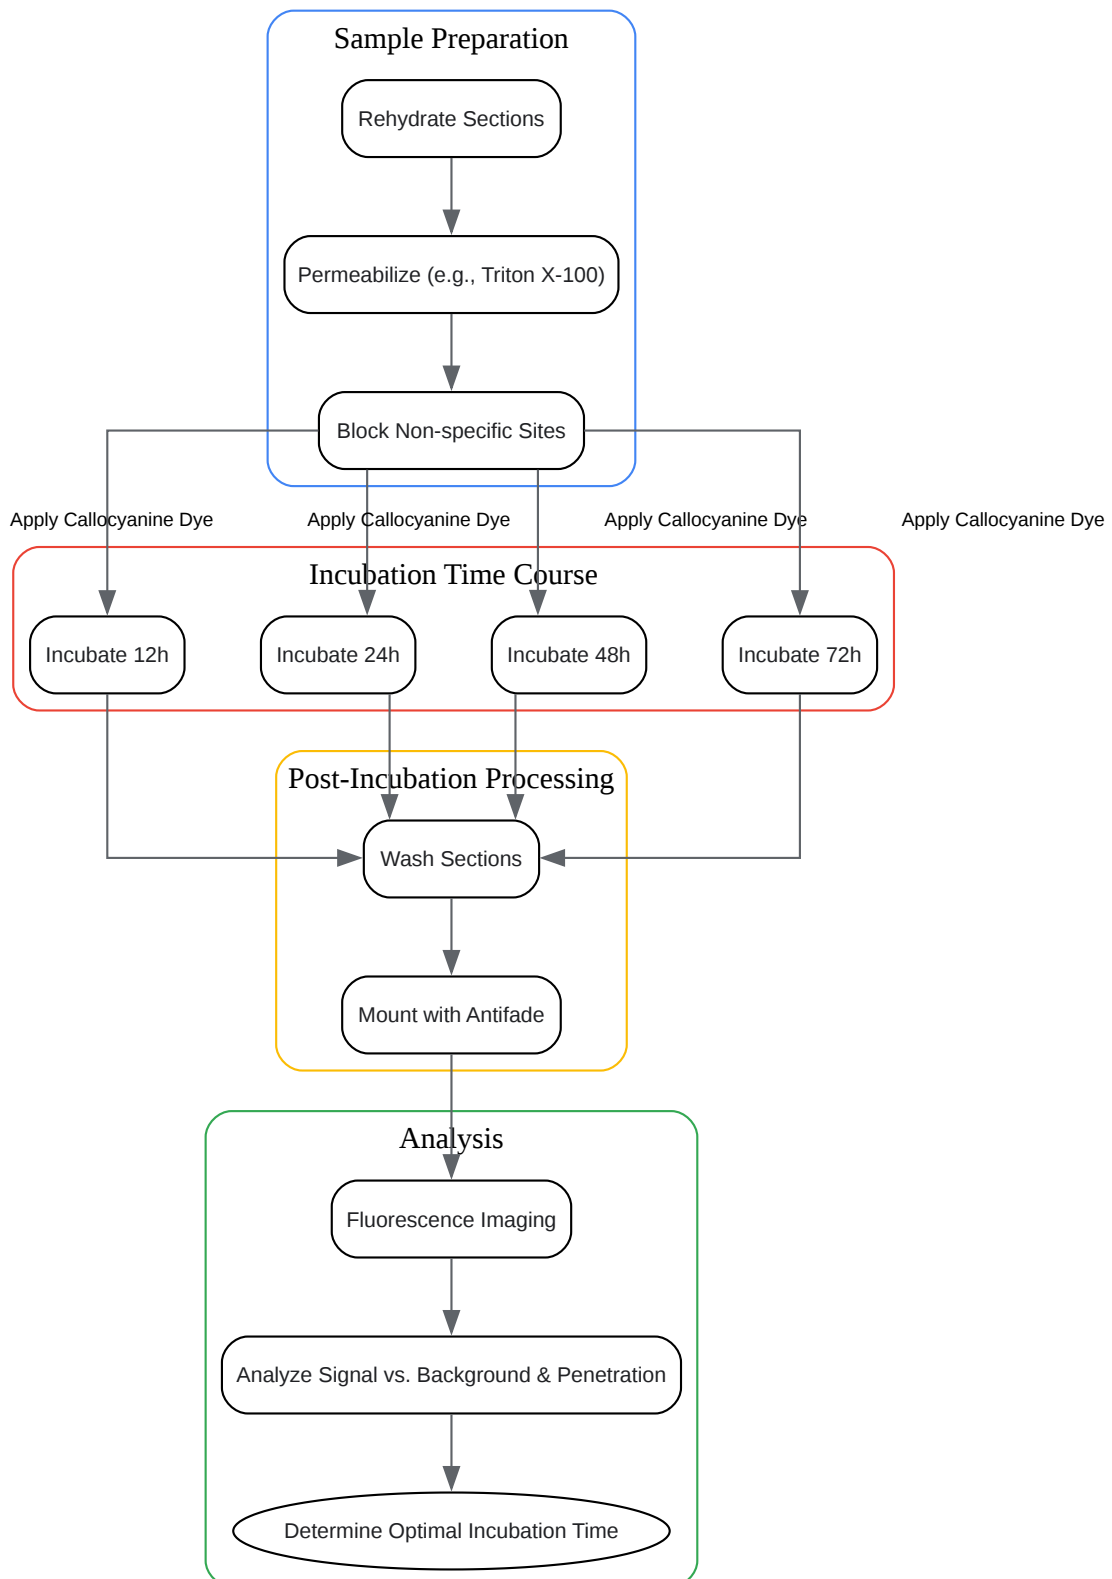 Sample Preparation
Rehydrate Sections
Permeabilize (e.g., Triton X-100)
Block Non-specific Sites
Apply Callocyanine Dye
Apply Callocyanine Dye
Apply Callocyanine Dye
Apply Callocyanine Dye
Incubation Time Course
Incubate 12h
Incubate 24h
Incubate 48h
Incubate 72h
Post-Incubation Processing
Wash Sections
Mount with Antifade
Analysis
Fluorescence Imaging
Analyze Signal vs. Background & Penetration
Determine Optimal Incubation Time